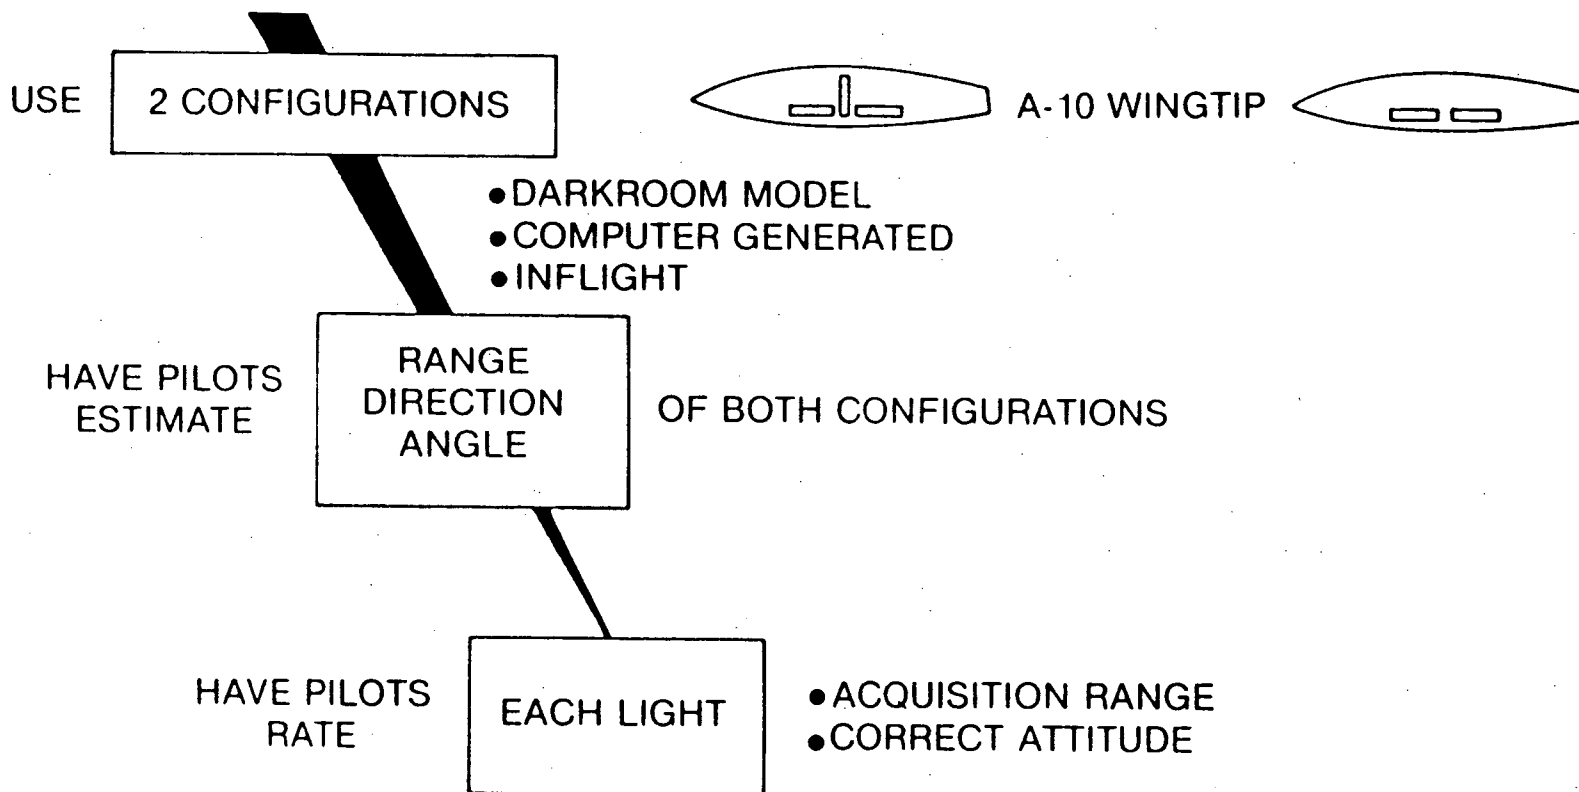 USE
2 CONFIGURATIONS
A-10 WINGTIP
•DARKROOM MODEL
•COMPUTER GENERATED
•INFLIGHT
HAVE PILOTS
ESTIMATE
RANGE
DIRECTION
ANGLE
OF BOTH CONFIGURATIONS
HAVE PILOTS
RATE
EACH LIGHT
•ACQUISITION RANGE
•CORRECT ATTITUDE